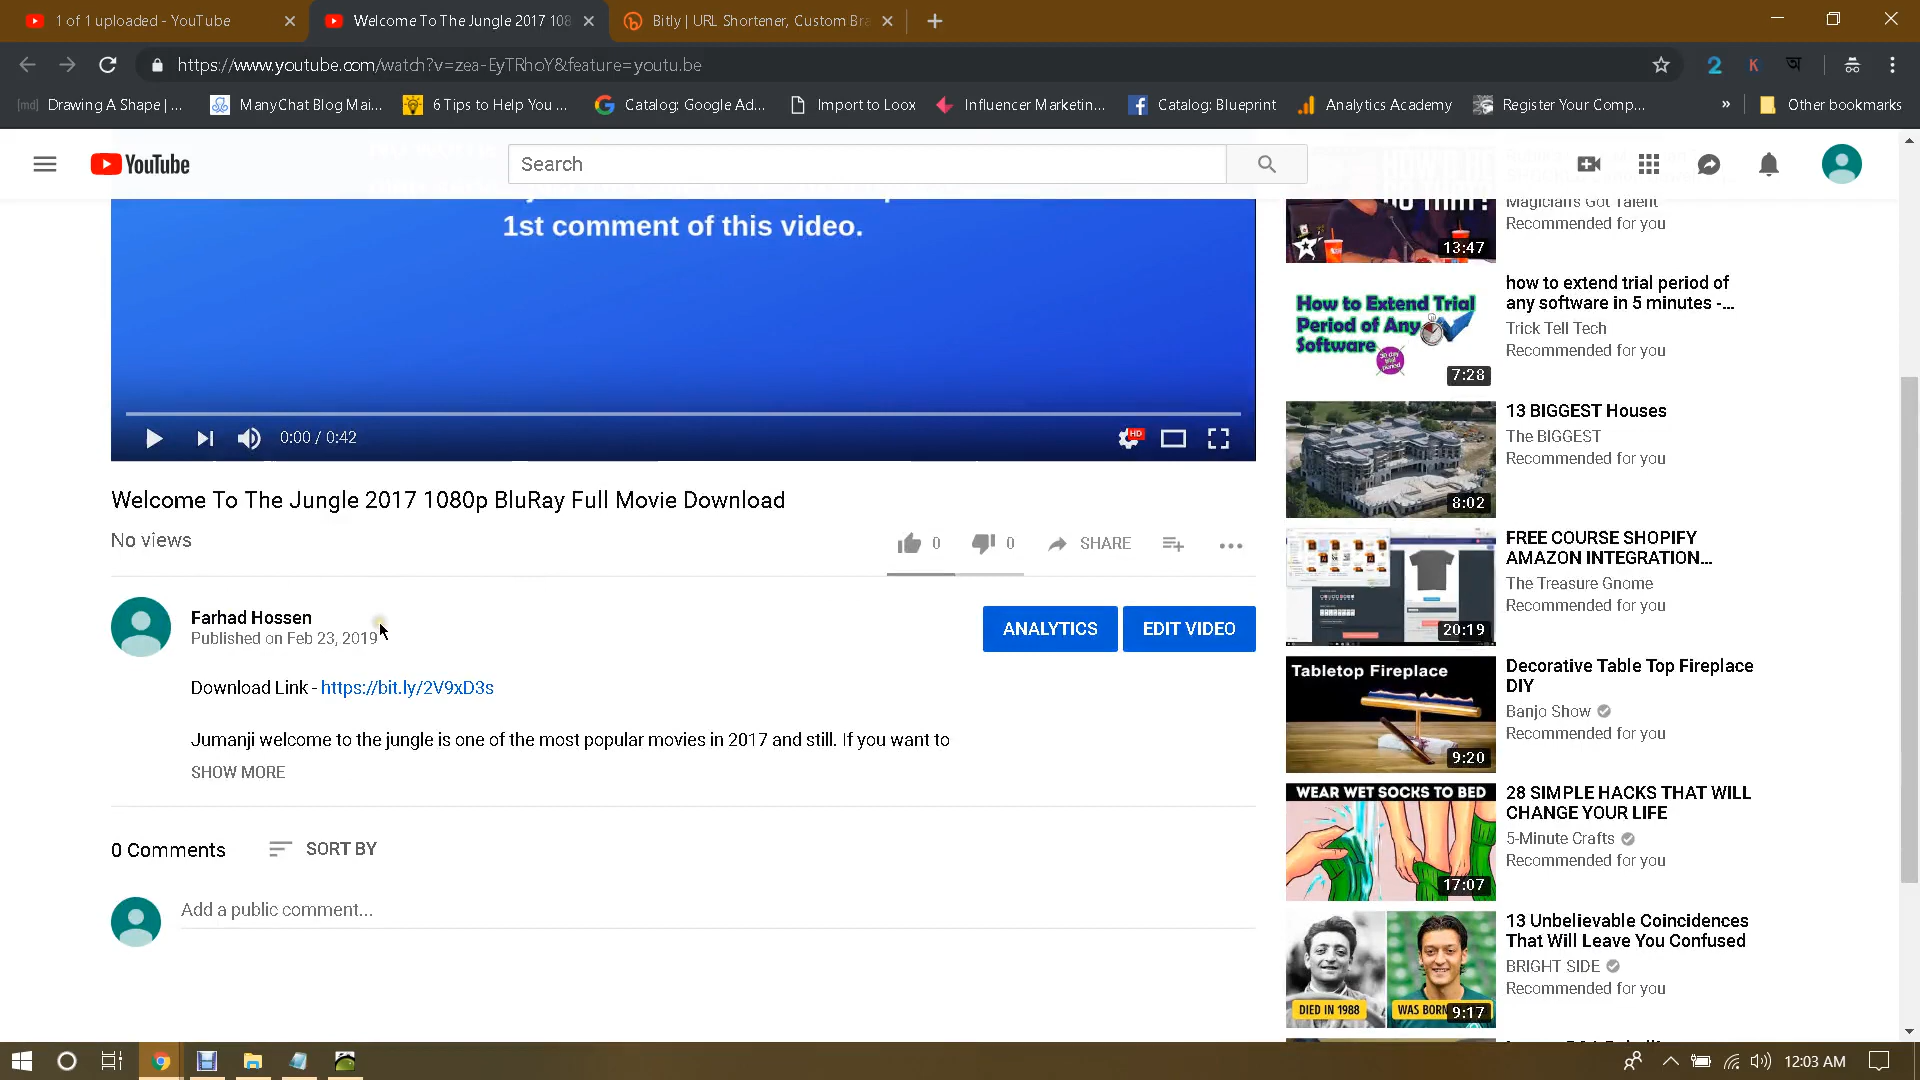 1 of 1 uploaded - YouTube
Welcome To The Jungle 2017 108
Bitly | URL Shortener, Custom Bra
https://www.youtube.com/watch?v=zea-EyTRhoY&feature=youtu.be
2
K
অ
[md] Drawing A Shape | ...
ManyChat Blog Mai...
6 Tips to Help You ...
Catalog: Google Ad...
Import to Loox
Influencer Marketin...
Catalog: Blueprint
Analytics Academy
Register Your Comp...
»
Other bookmarks
YouTube
Search
1st comment of this video.
0:00 / 0:42
HD
Welcome To The Jungle 2017 1080p BluRay Full Movie Download
No views
0
0
SHARE
Farhad Hossen
Published on Feb 23, 2019
ANALYTICS
EDIT VIDEO
Download Link - https://bit.ly/2V9xD3s
Jumanji welcome to the jungle is one of the most popular movies in 2017 and still. If you want to
SHOW MORE
0 Comments
SORT BY
Add a public comment...
13:47
Magician's Got Talent
Recommended for you
How to Extend Trial
Period of Any
Software
7:28
how to extend trial period of
any software in 5 minutes -...
Trick Tell Tech
Recommended for you
8:02
13 BIGGEST Houses
The BIGGEST
Recommended for you
20:19
FREE COURSE SHOPIFY
AMAZON INTEGRATION...
The Treasure Gnome
Recommended for you
Tabletop Fireplace
9:20
Decorative Table Top Fireplace
DIY
Banjo Show
Recommended for you
WEAR WET SOCKS TO BED
17:07
28 SIMPLE HACKS THAT WILL
CHANGE YOUR LIFE
5-Minute Crafts
Recommended for you
DIED IN 1988
WAS BORN
9:17
13 Unbelievable Coincidences
That Will Leave You Confused
BRIGHT SIDE
Recommended for you
12:03 AM